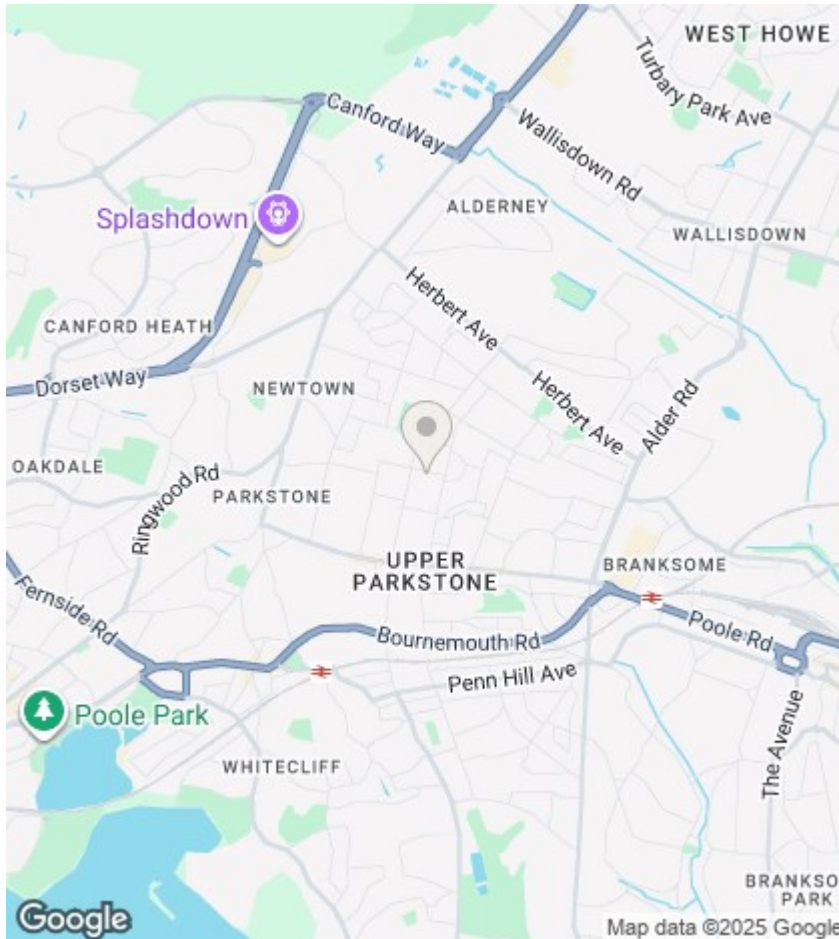 WEST HOWE
Turbary Park Ave
Canford Way
Wallisdown Rd
Splashdown
ALDERNEY
WALLISDOWN
Herbert Ave
CANFORD HEATH
Dorset Way
NEWTOWN
Herbert Ave
Alder Rd
OAKDALE
Ringwood Rd
PARKSTONE
UPPER
PARKSTONE
BRANKSOME
Fernside Rd
Bournemouth Rd
Poole Rd
Penn Hill Ave
Poole Park
The Avenue
WHITECLIFF
BRANKSO
PARK
Google
Map data ©2025 Google